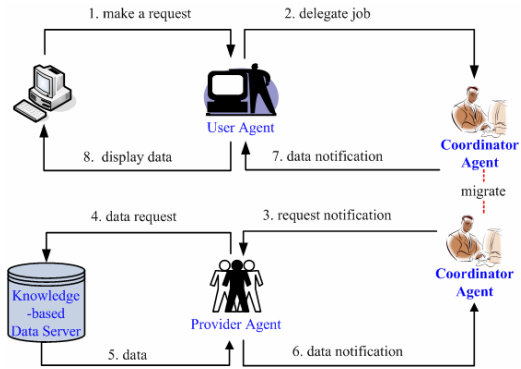 1. make a request
2. delegate job
User Agent
Coordinator
Agent
8. display data
7. data notification
migrate
4. data request
3. request notification
Knowledge
-based
Data Server
Provider Agent
Coordinator
Agent
5. data
6. data notification